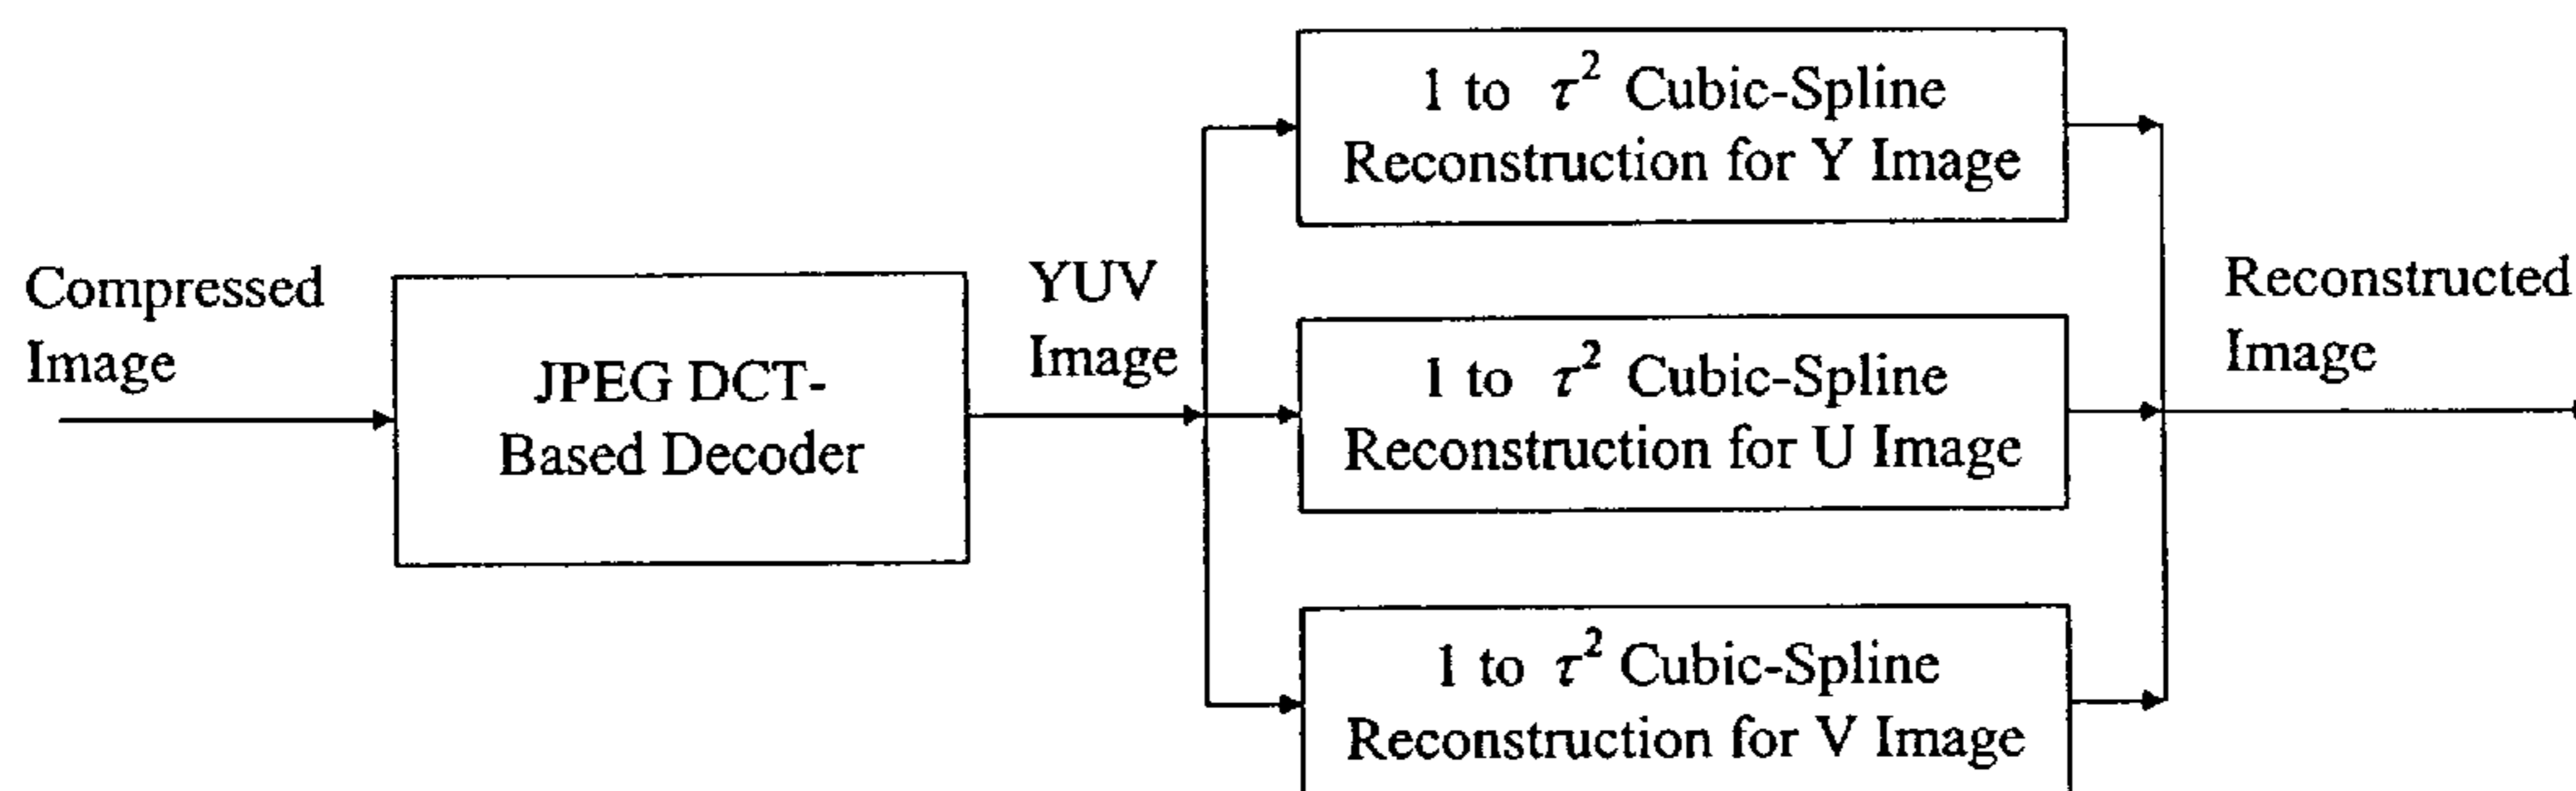 Compressed
Image
JPEG DCT-
Based Decoder
YUV
Image
1 to τ² Cubic-Spline
Reconstruction for Y Image
1 to τ² Cubic-Spline
Reconstruction for U Image
1 to τ² Cubic-Spline
Reconstruction for V Image
Reconstructed
Image